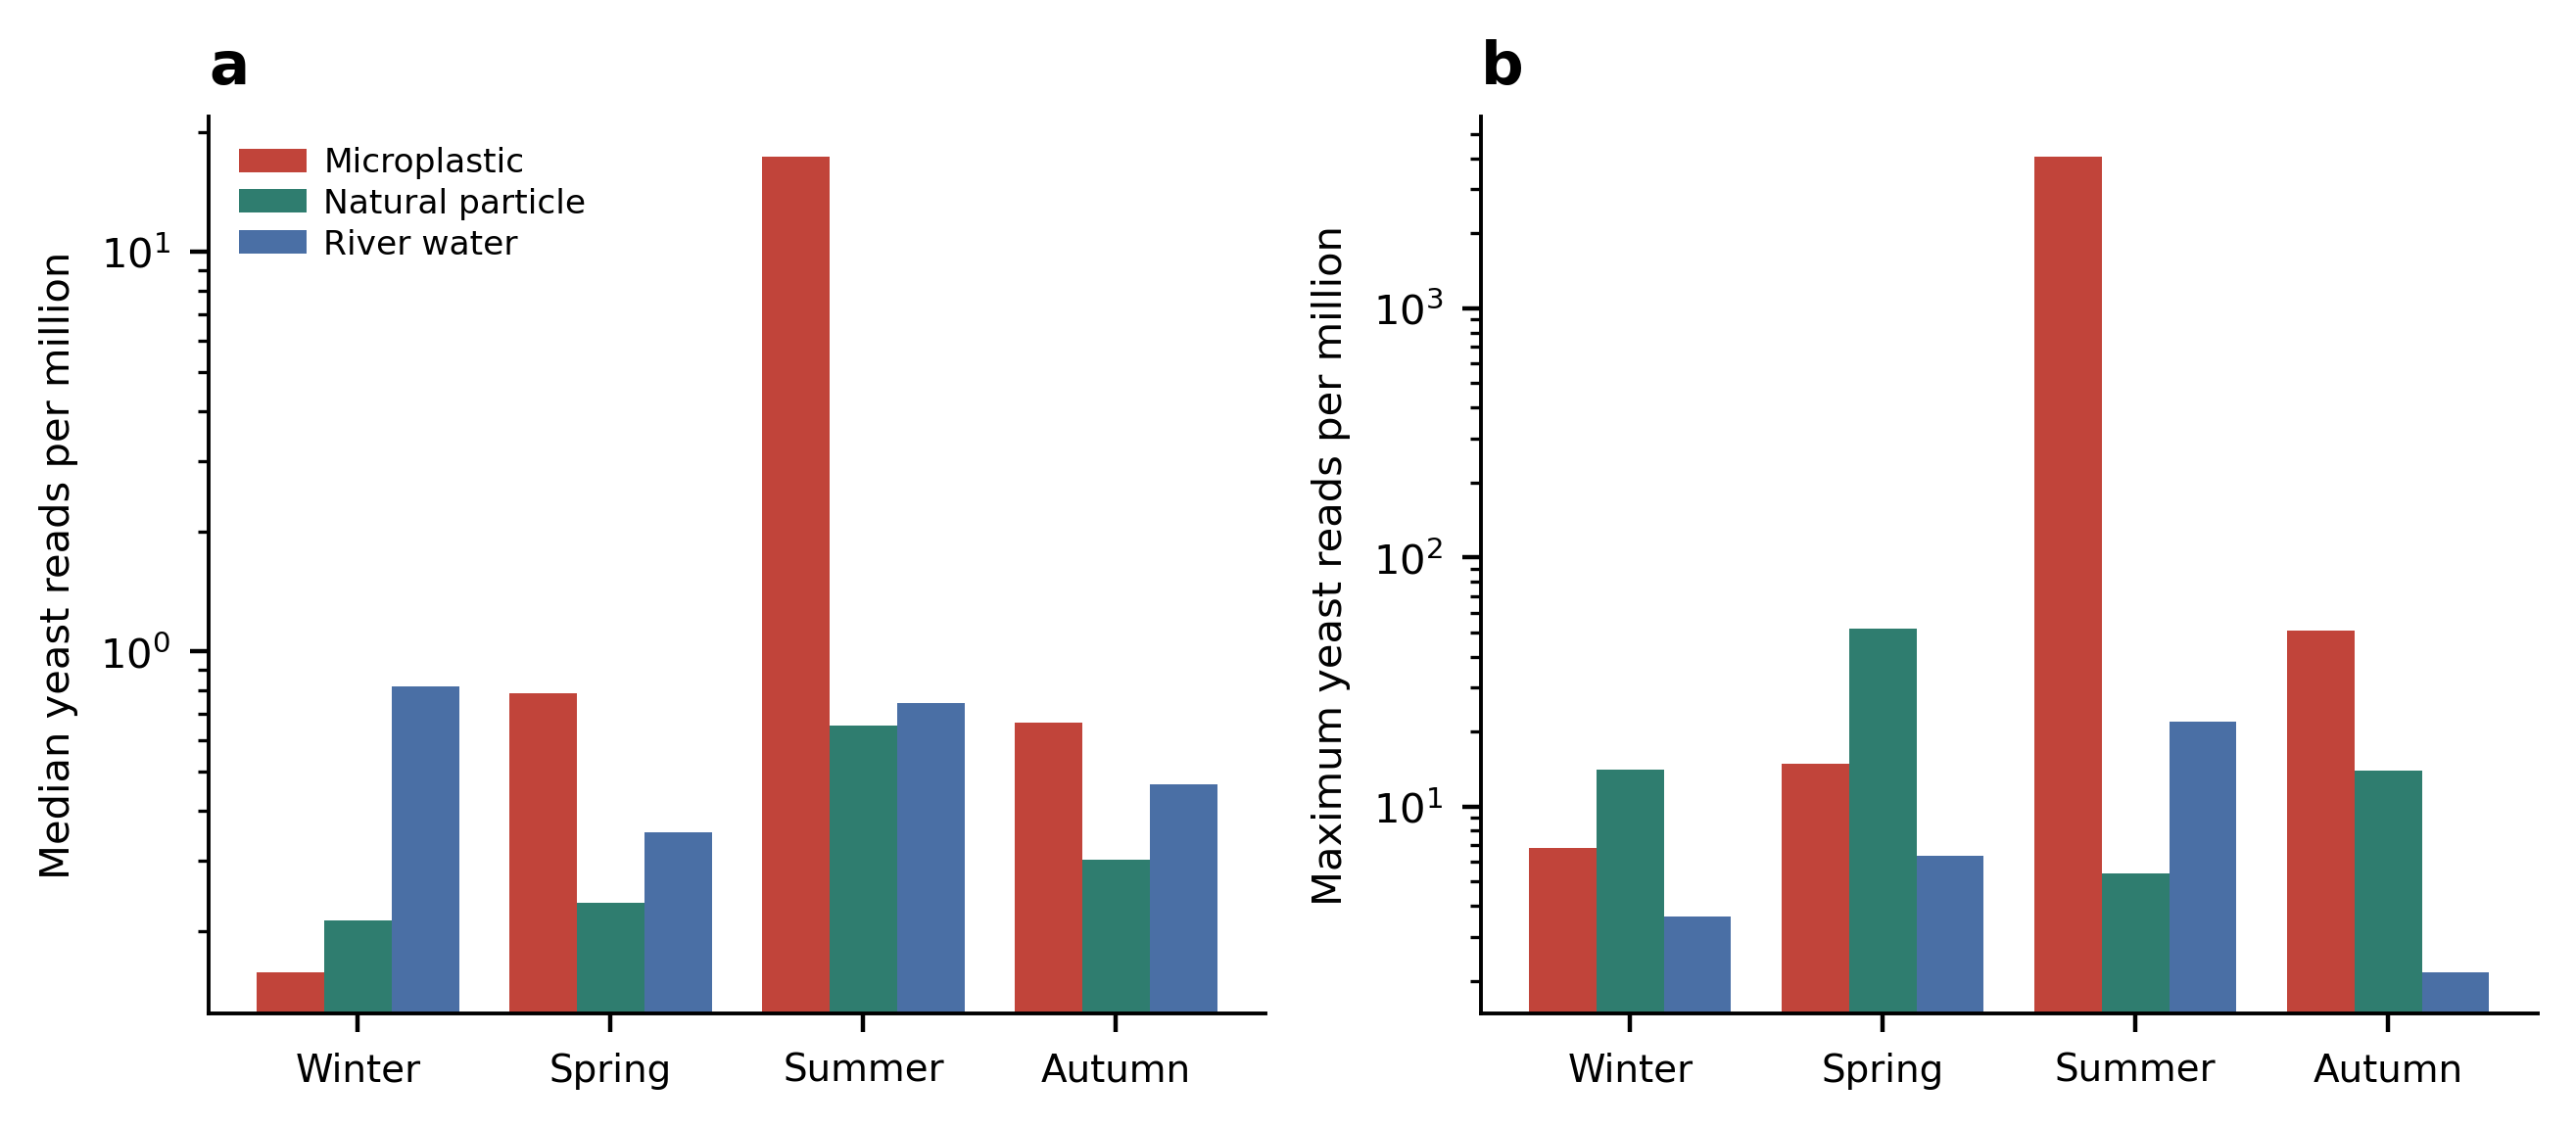 a
Median yeast reads per million
10¹
10⁰
Microplastic
Natural particle
River water
Winter
Spring
Summer
Autumn
b
Maximum yeast reads per million
10³
10²
10¹
Winter
Spring
Summer
Autumn